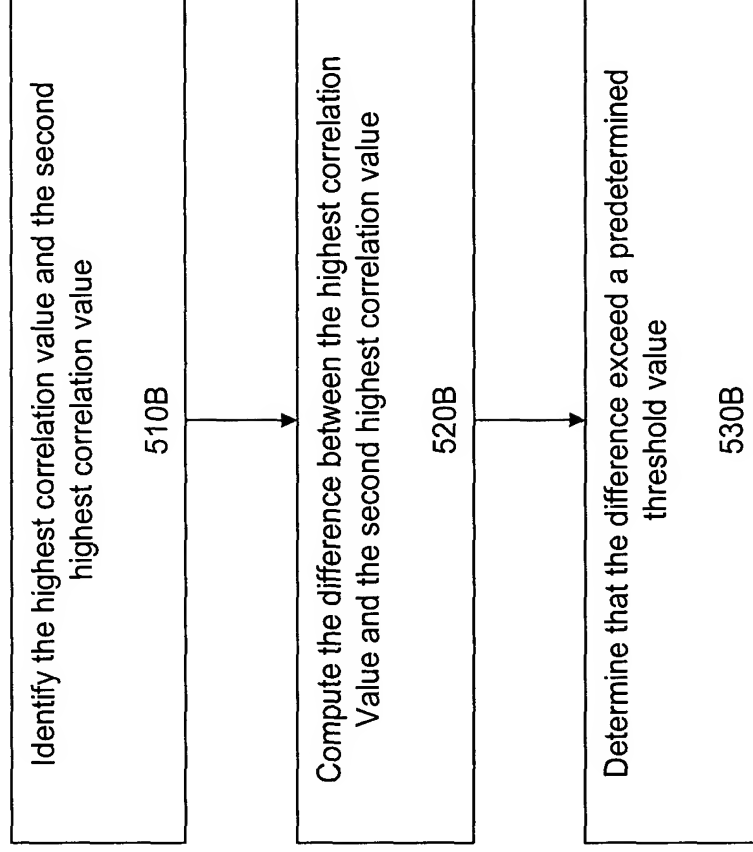 Identify the highest correlation value and the second
highest correlation value
510B
Compute the difference between the highest correlation
Value and the second highest correlation value
520B
Determine that the difference exceed a predetermined
threshold value
530B